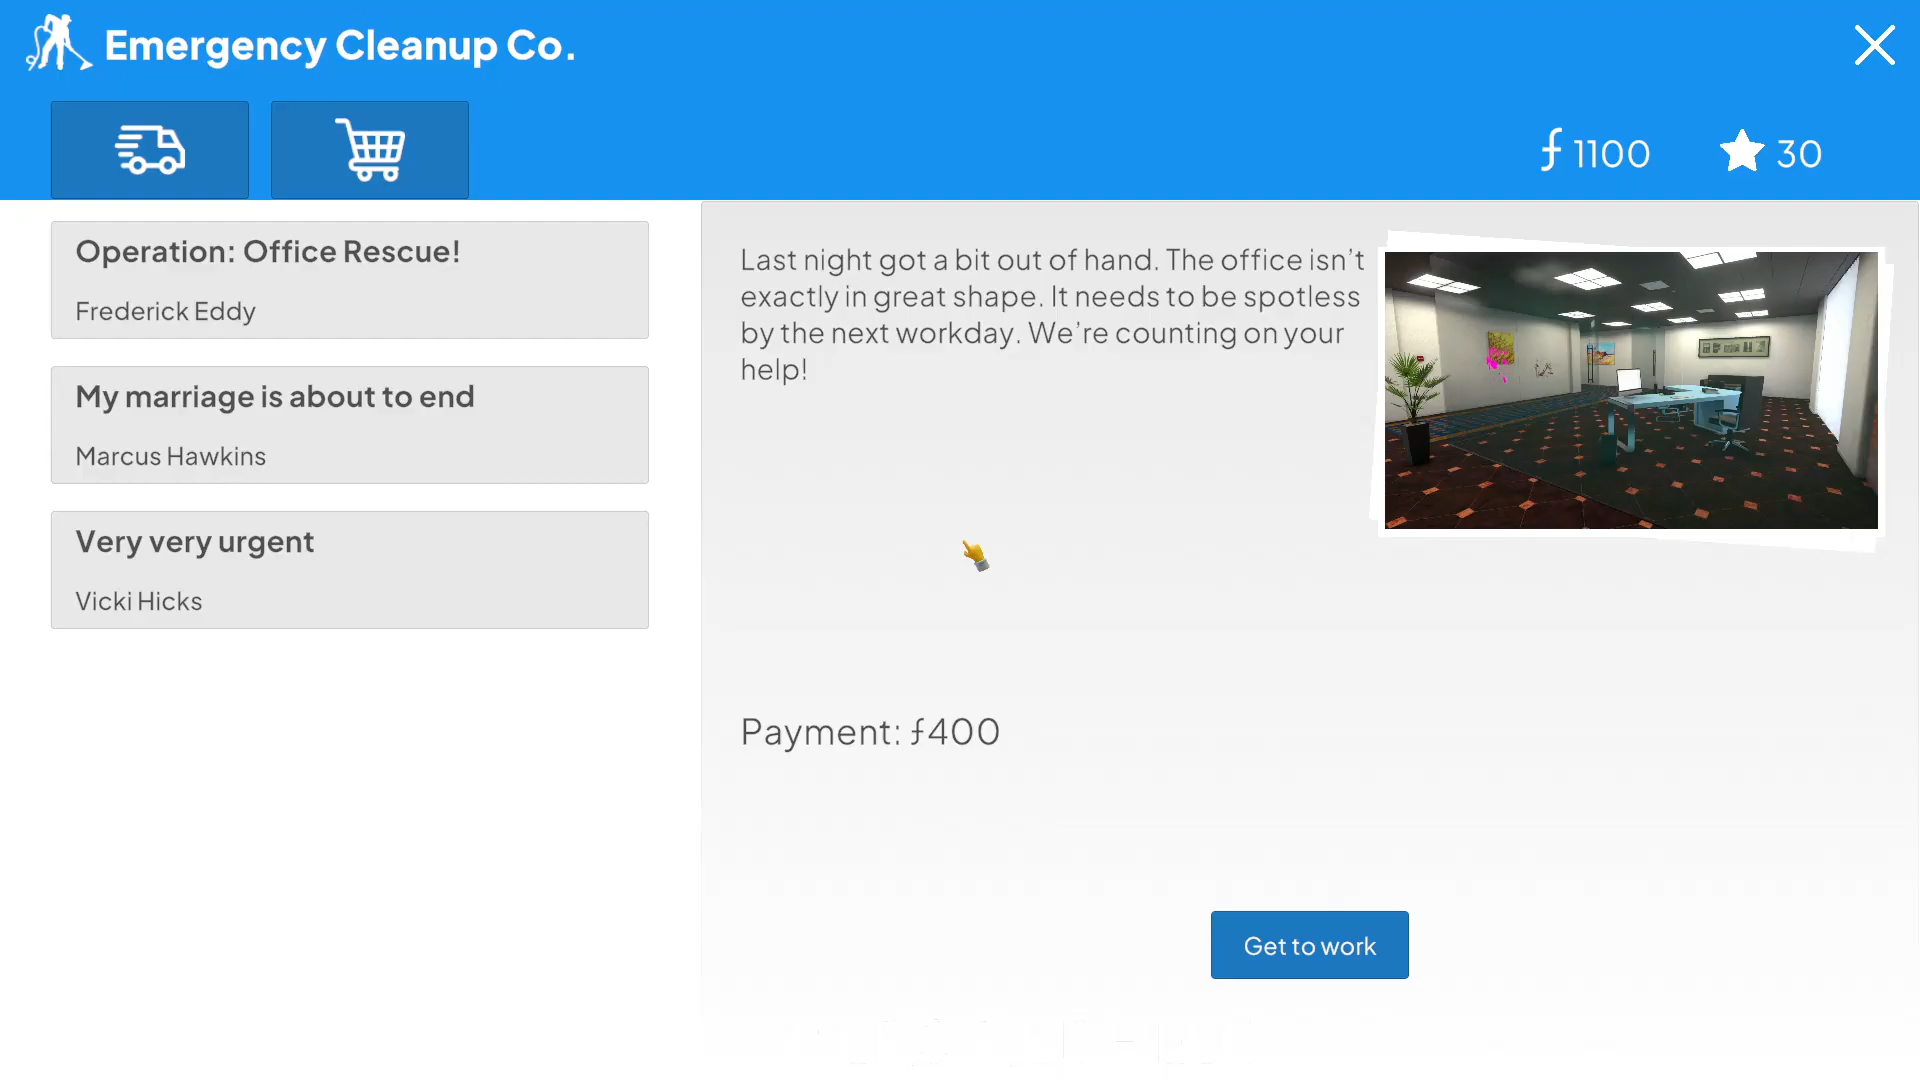 Emergency Cleanup Co.
ƒ 1100
30
Operation: Office Rescue!
Frederick Eddy
My marriage is about to end
Marcus Hawkins
Very very urgent
Vicki Hicks
Last night got a bit out of hand. The office isn't
exactly in great shape. It needs to be spotless
by the next workday. We're counting on your
help!
Payment: ƒ400
Get to work